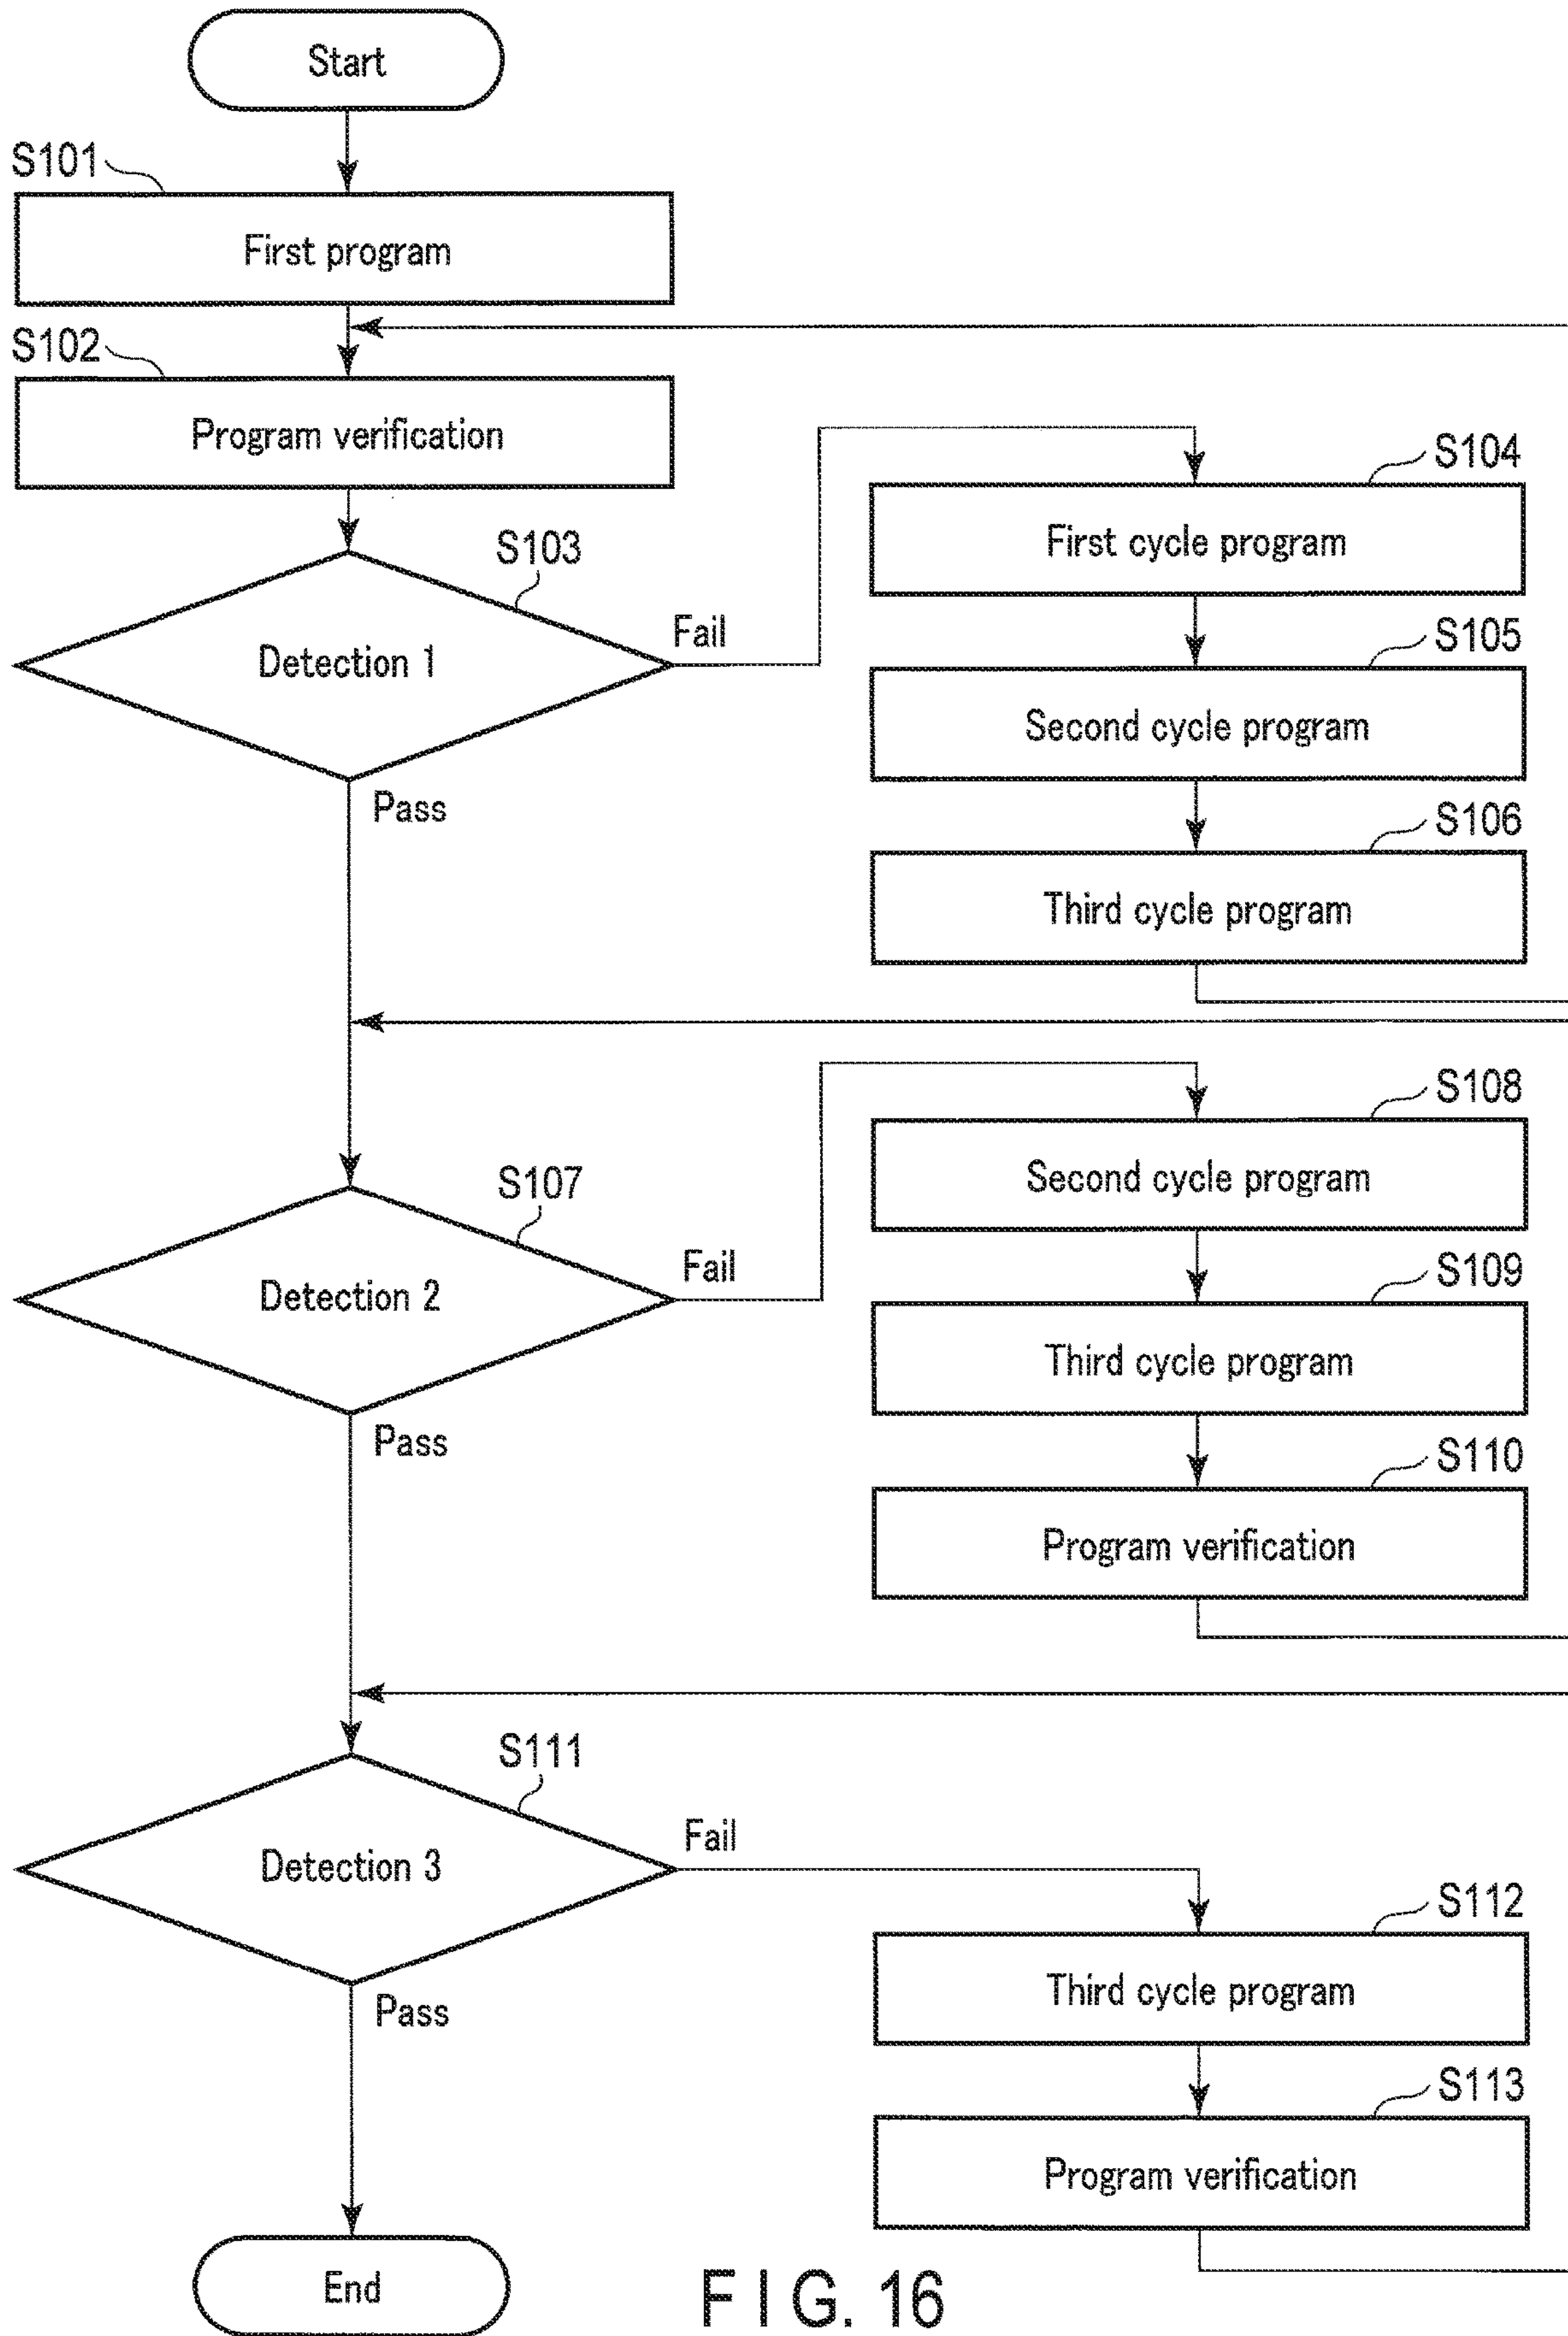 Start
S101
First program
S102
Program verification
S103
Detection 1
Fail
Pass
S104
First cycle program
S105
Second cycle program
S106
Third cycle program
S107
Detection 2
Fail
Pass
S108
Second cycle program
S109
Third cycle program
S110
Program verification
S111
Detection 3
Fail
Pass
S112
Third cycle program
S113
Program verification
End
FIG. 16